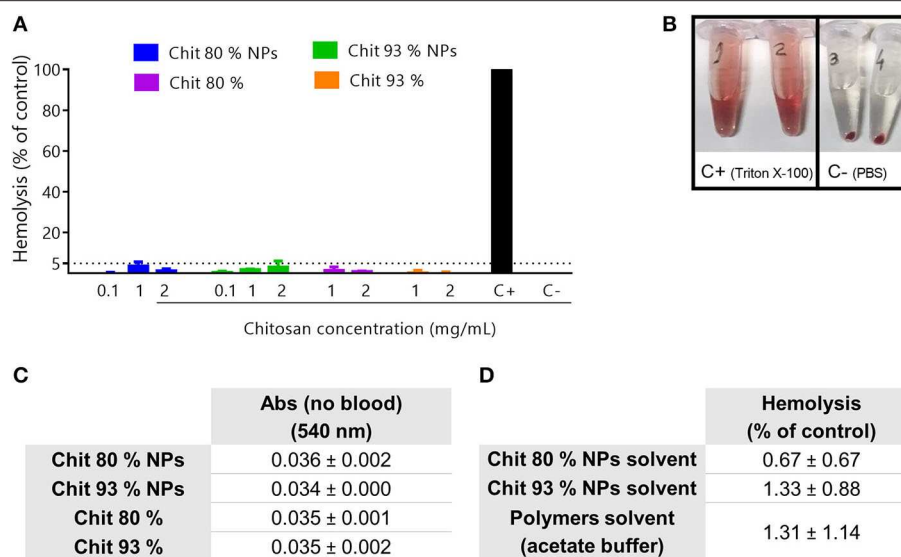 A
Chit 80 % NPs
Chit 93 % NPs
Chit 80 %
Chit 93 %
Hemolysis (% of control)
100
80
60
40
20
5
0.1 1 2 0.1 1 2 1 2 1 2 C+ C-
Chitosan concentration (mg/mL)
B
1 2 3 4
C+ (Triton X-100) C- (PBS)
C
Abs (no blood)
(540 nm)
Chit 80 % NPs 0.036 ± 0.002
Chit 93 % NPs 0.034 ± 0.000
Chit 80 % 0.035 ± 0.001
Chit 93 % 0.035 ± 0.002
D
Hemolysis
(% of control)
Chit 80 % NPs solvent 0.67 ± 0.67
Chit 93 % NPs solvent 1.33 ± 0.88
Polymers solvent
(acetate buffer) 1.31 ± 1.14